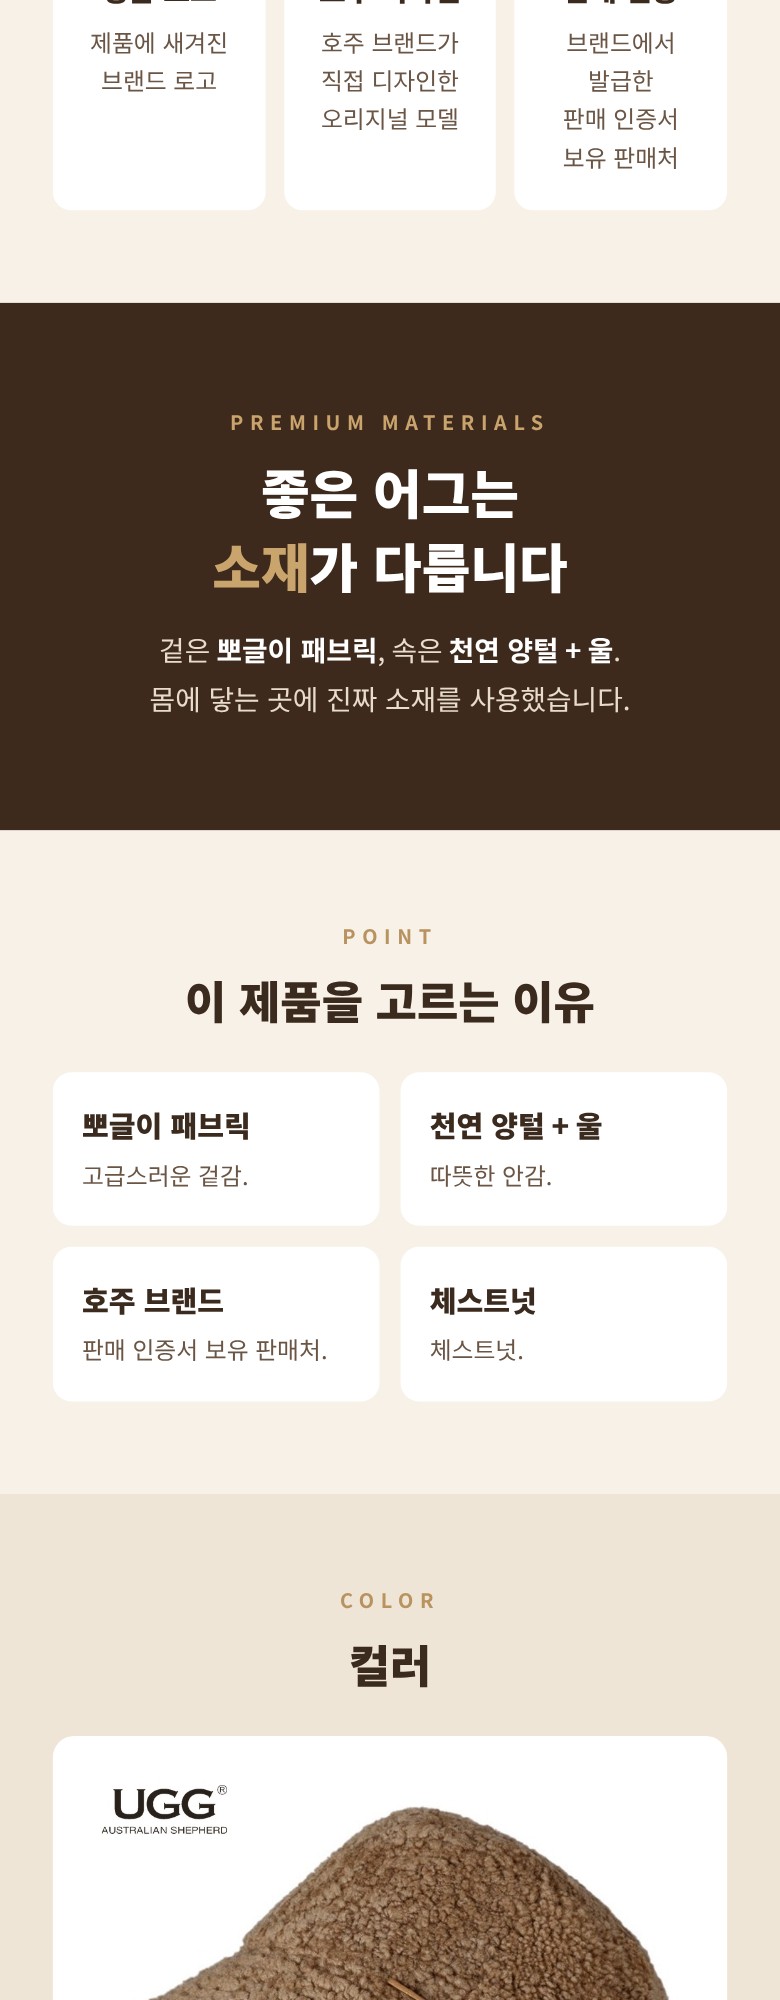 제품에 새겨진
브랜드 로고
호주 브랜드가
직접 디자인한
오리지널 모델
브랜드에서
발급한
판매 인증서
보유 판매처
PREMIUM MATERIALS
좋은 어그는
소재가 다릅니다
겉은 뽀글이 패브릭, 속은 천연 양털 + 울.
몸에 닿는 곳에 진짜 소재를 사용했습니다.
POINT
이 제품을 고르는 이유
뽀글이 패브릭
고급스러운 겉감.
천연 양털 + 울
따뜻한 안감.
호주 브랜드
판매 인증서 보유 판매처.
체스트넛
체스트넛.
COLOR
컬러
UGG®
AUSTRALIAN SHEPHERD